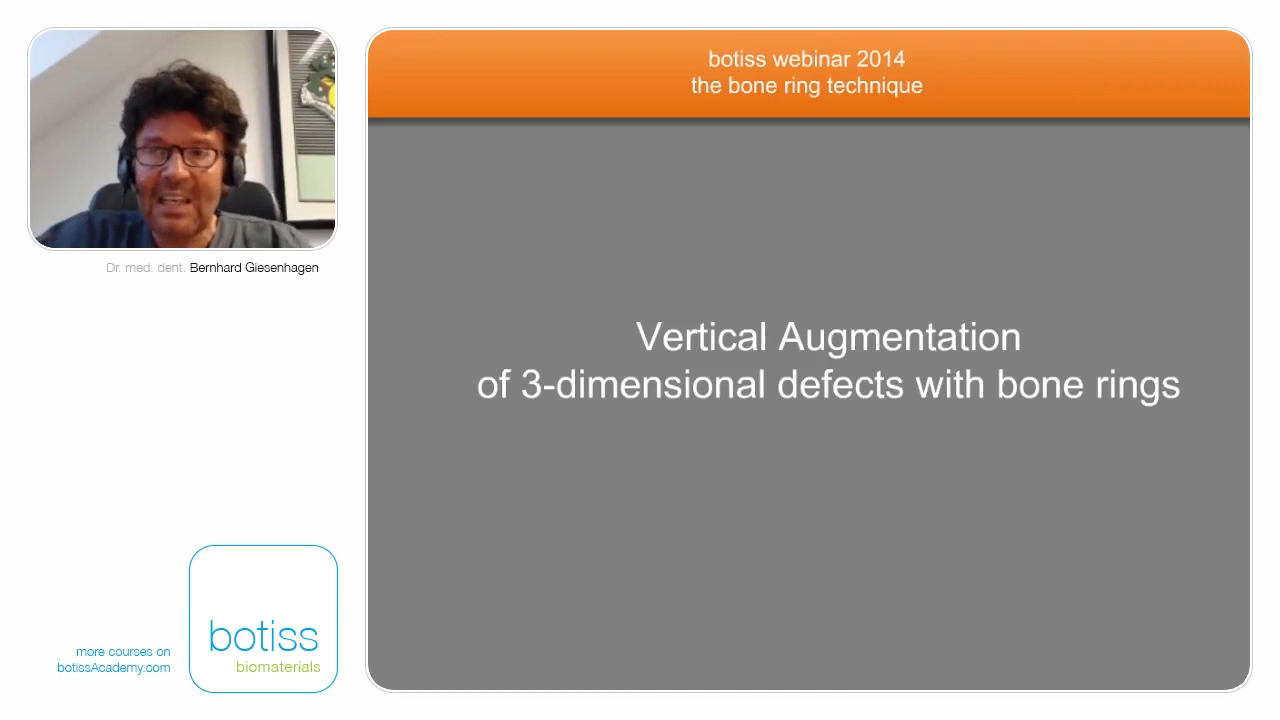 botiss webinar 2014
the bone ring technique
Dr. med. dent. Bernhard Giesenhagen
Vertical Augmentation
of 3-dimensional defects with bone rings
more courses on
botissAcademy.com
botiss
biomaterials